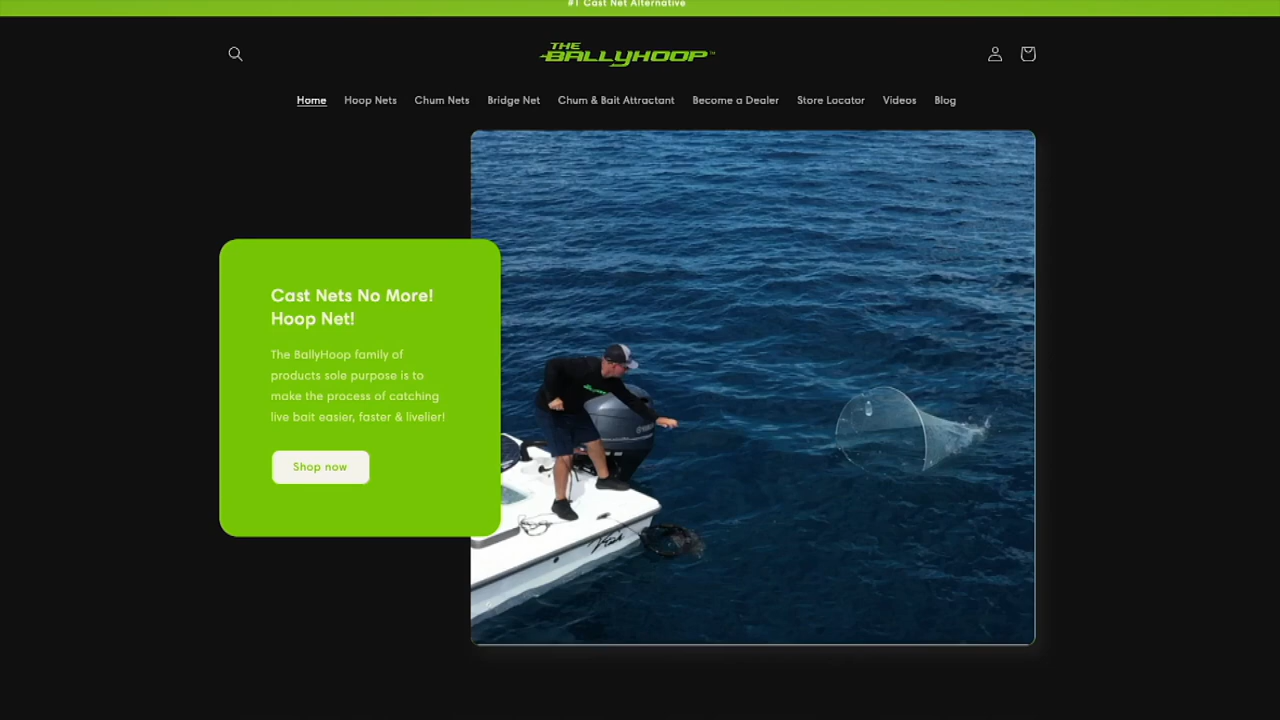 #1 Cast Net Alternative
THE
BALLYHOOP™
Home Hoop Nets Chum Nets Bridge Net Chum & Bait Attractant Become a Dealer Store Locator Videos Blog
Cast Nets No More!
Hoop Net!
The BallyHoop family of
products sole purpose is to
make the process of catching
live bait easier, faster & livelier!
Shop now